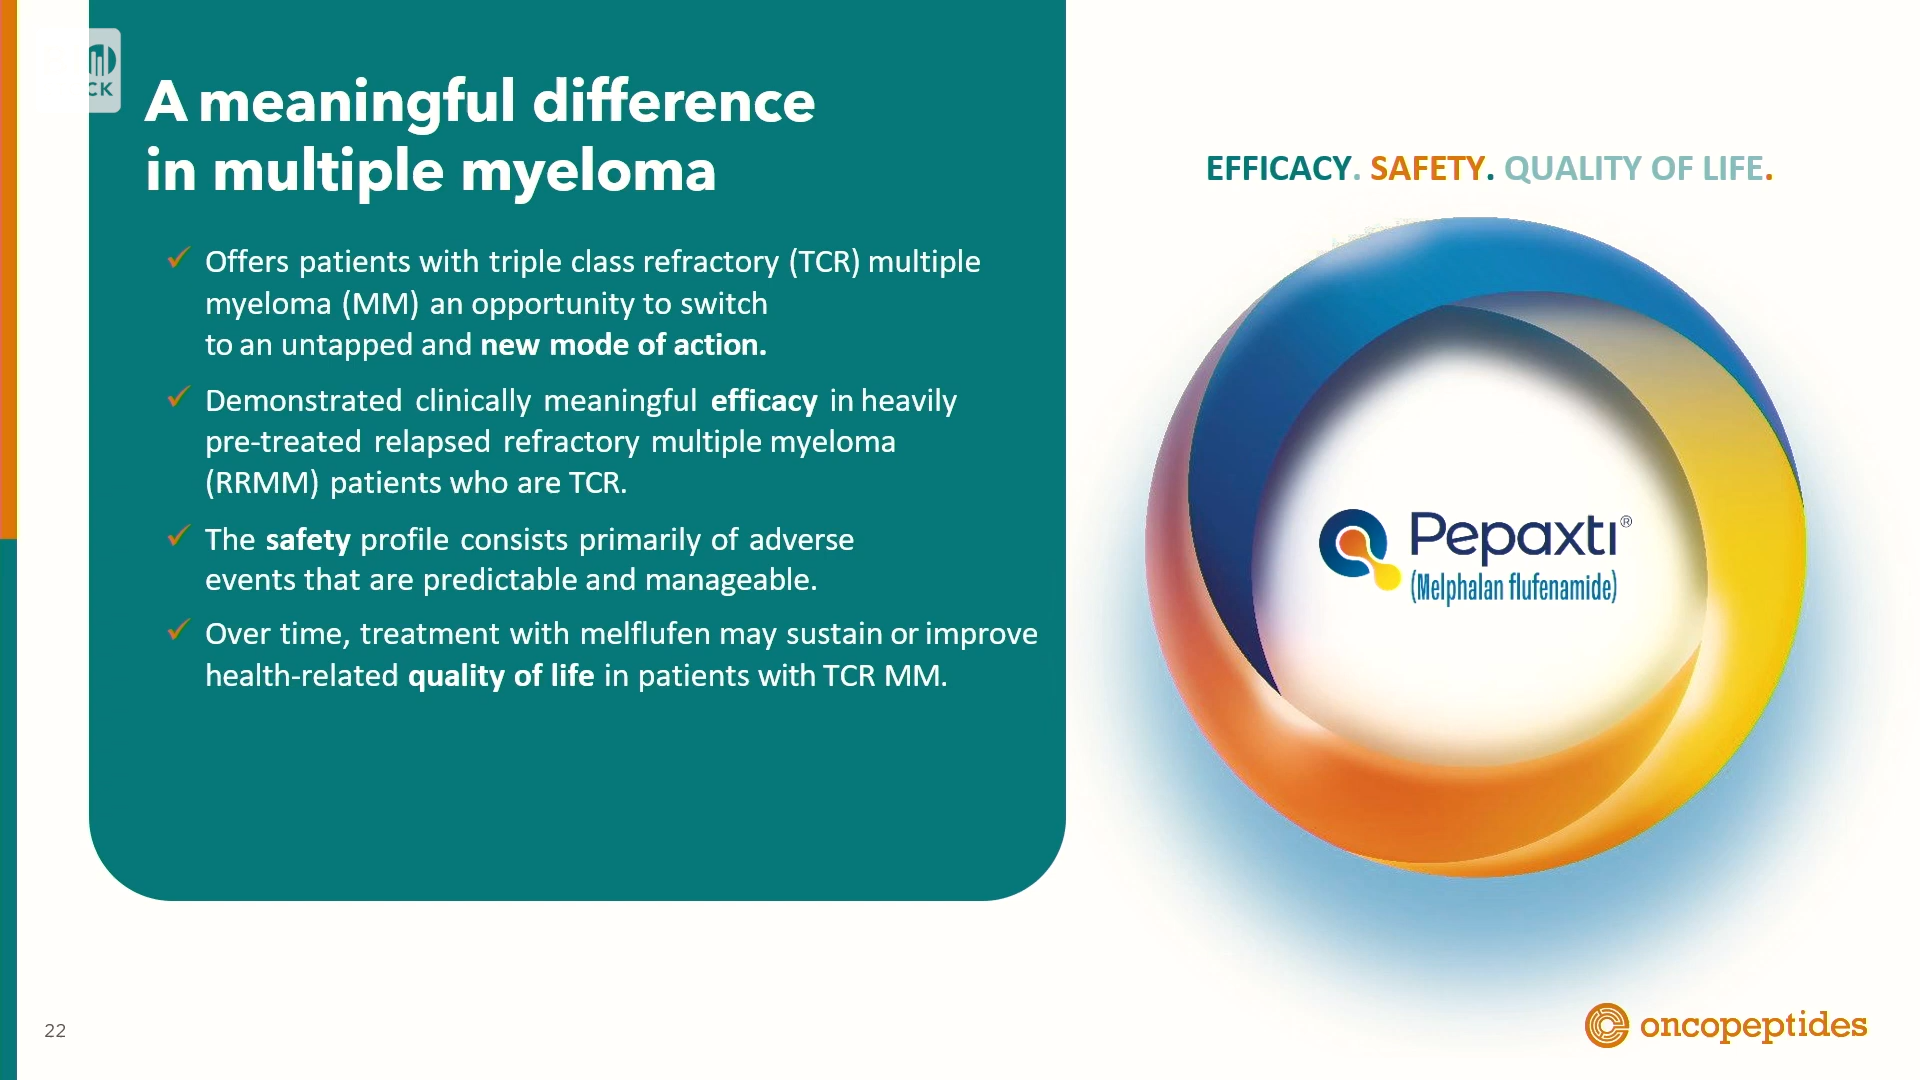 CK
A meaningful difference
in multiple myeloma
✓ Offers patients with triple class refractory (TCR) multiple
myeloma (MM) an opportunity to switch
to an untapped and new mode of action.
✓ Demonstrated clinically meaningful efficacy in heavily
pre-treated relapsed refractory multiple myeloma
(RRMM) patients who are TCR.
✓ The safety profile consists primarily of adverse
events that are predictable and manageable.
✓ Over time, treatment with melflufen may sustain or improve
health-related quality of life in patients with TCR MM.
EFFICACY. SAFETY. QUALITY OF LIFE.
Pepaxti®
(Melphalan flufenamide)
22
oncopeptides